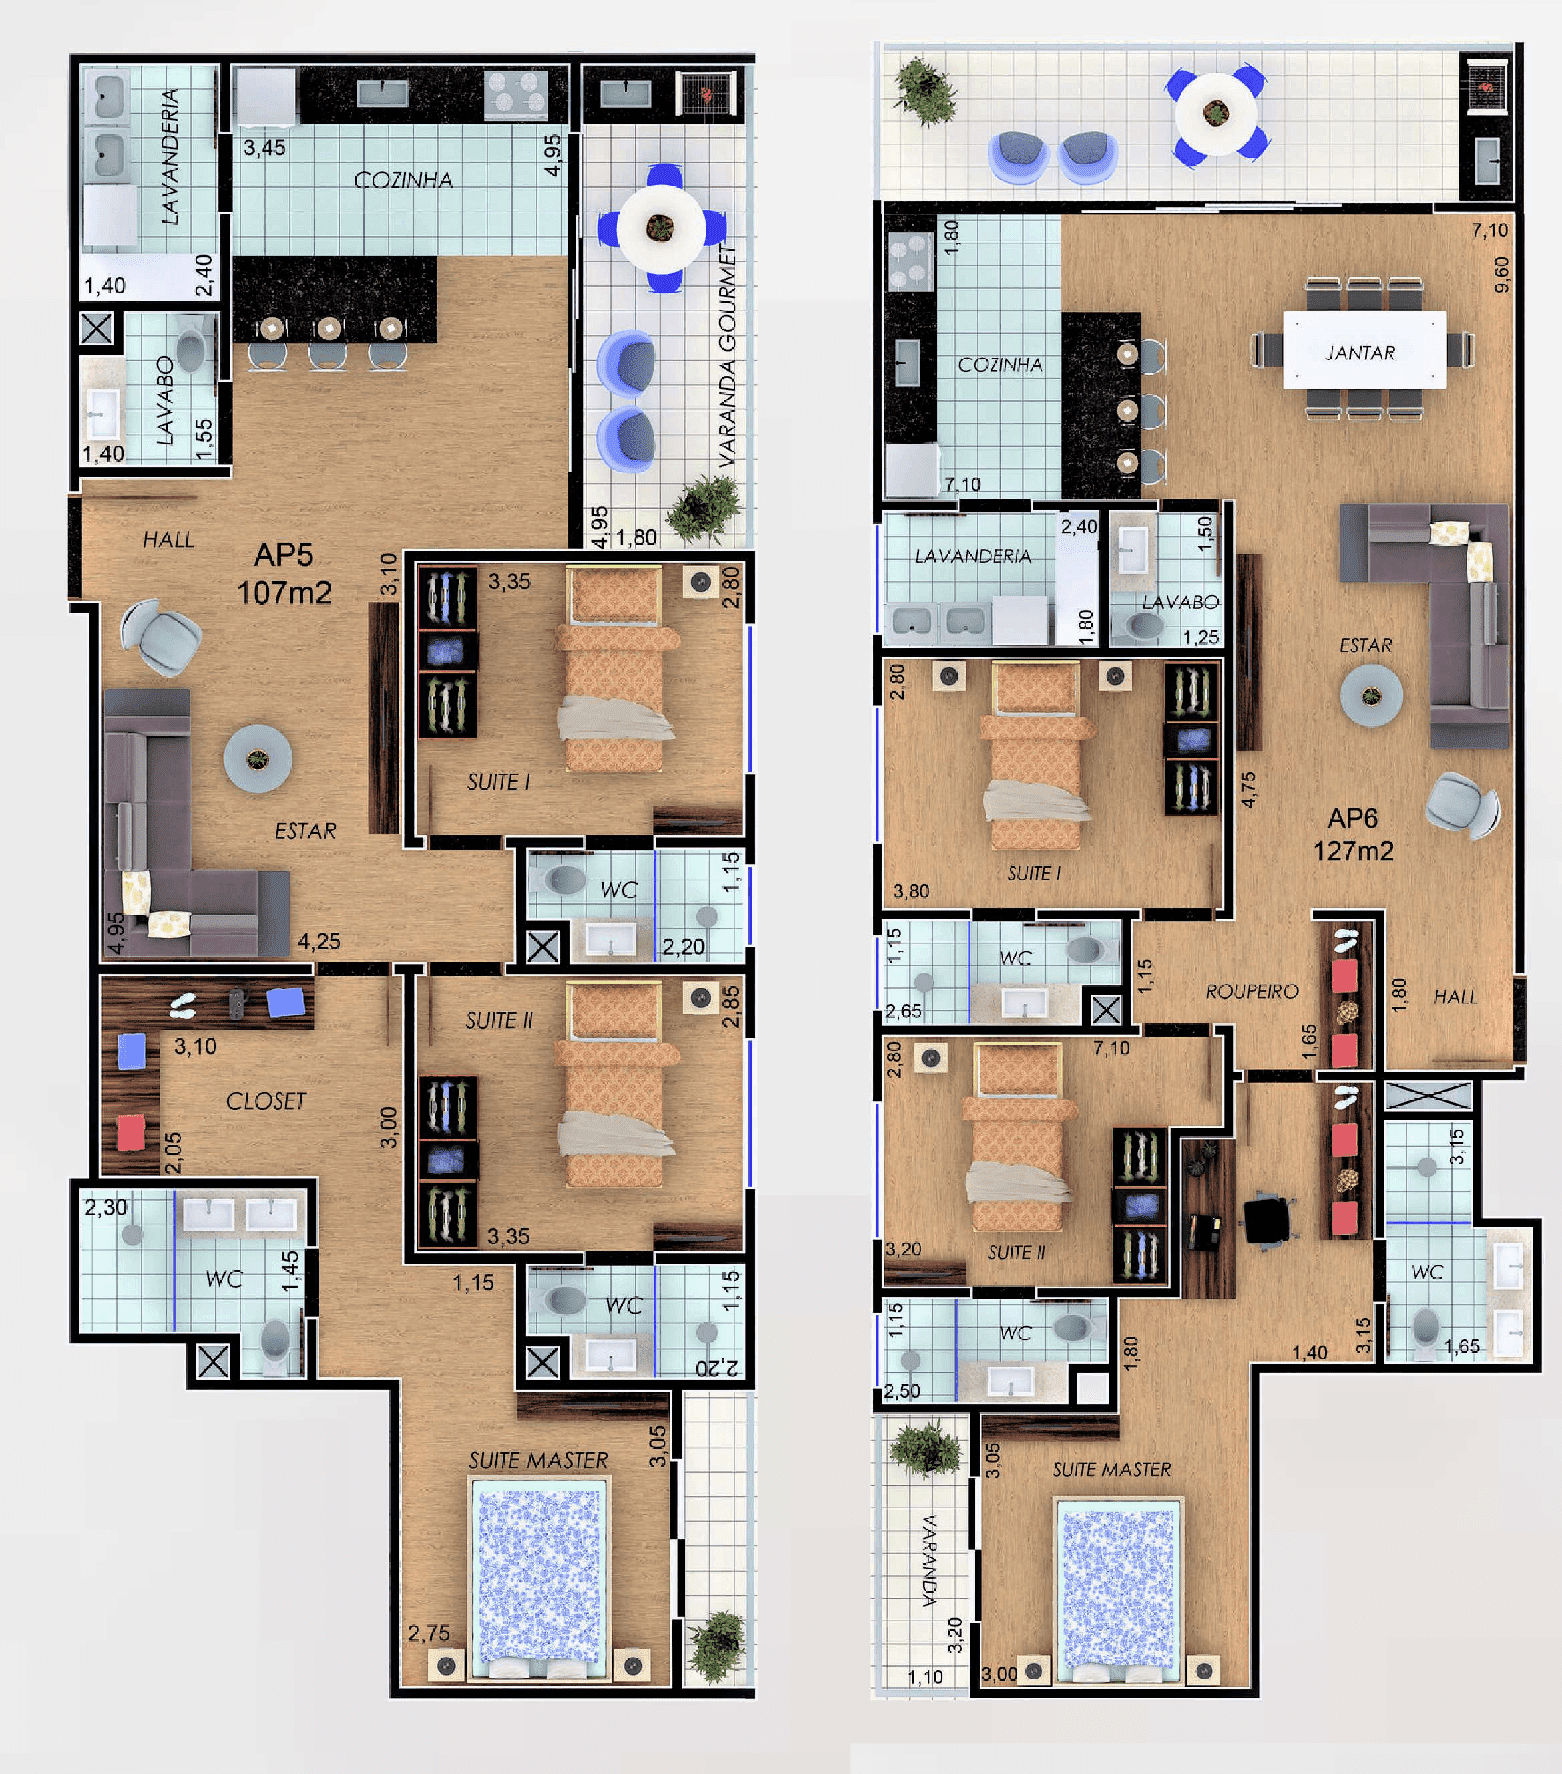 LAVANDERIA
1,40
2,40
3,45
COZINHA
4,95
VARANDA GOURMET
4,95
1,80
LAVABO
1,40
1,55
HALL
AP5
107m2
3,10
3,35
2,80
SUITE I
ESTAR
4,95
4,25
WC
1,15
2,20
3,10
CLOSET
2,05
3,00
SUITE II
2,85
3,35
2,30
WC
1,45
1,15
WC
1,15
2,20
SUITE MASTER
3,05
2,75
1,80
7,10
9,60
COZINHA
JANTAR
7,10
LAVANDERIA
2,40
1,80
1,50
LAVABO
1,25
ESTAR
2,80
SUITE I
3,80
4,75
AP6
127m2
1,15
WC
2,65
1,15
ROUPEIRO
1,65
1,80
HALL
2,80
7,10
3,20
SUITE II
3,15
WC
1,65
3,15
1,40
1,15
WC
2,50
1,80
3,05
SUITE MASTER
VARANDA
3,20
1,10
3,00